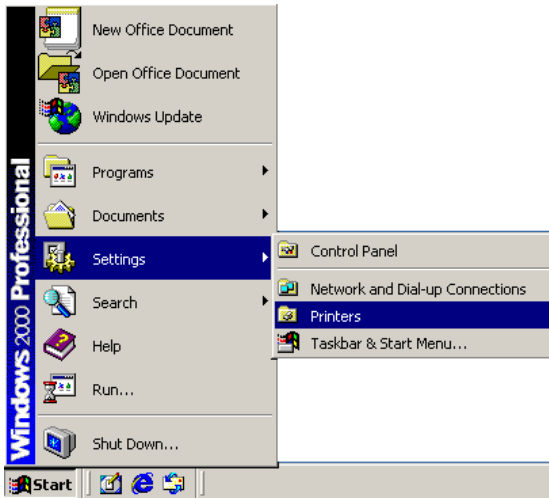 New Office Document
Open Office Document
Windows Update
Programs
Documents
Settings
Search
Help
Run...
Shut Down...
Control Panel
Network and Dial-up Connections
Printers
Taskbar & Start Menu...
Windows 2000 Professional
Start